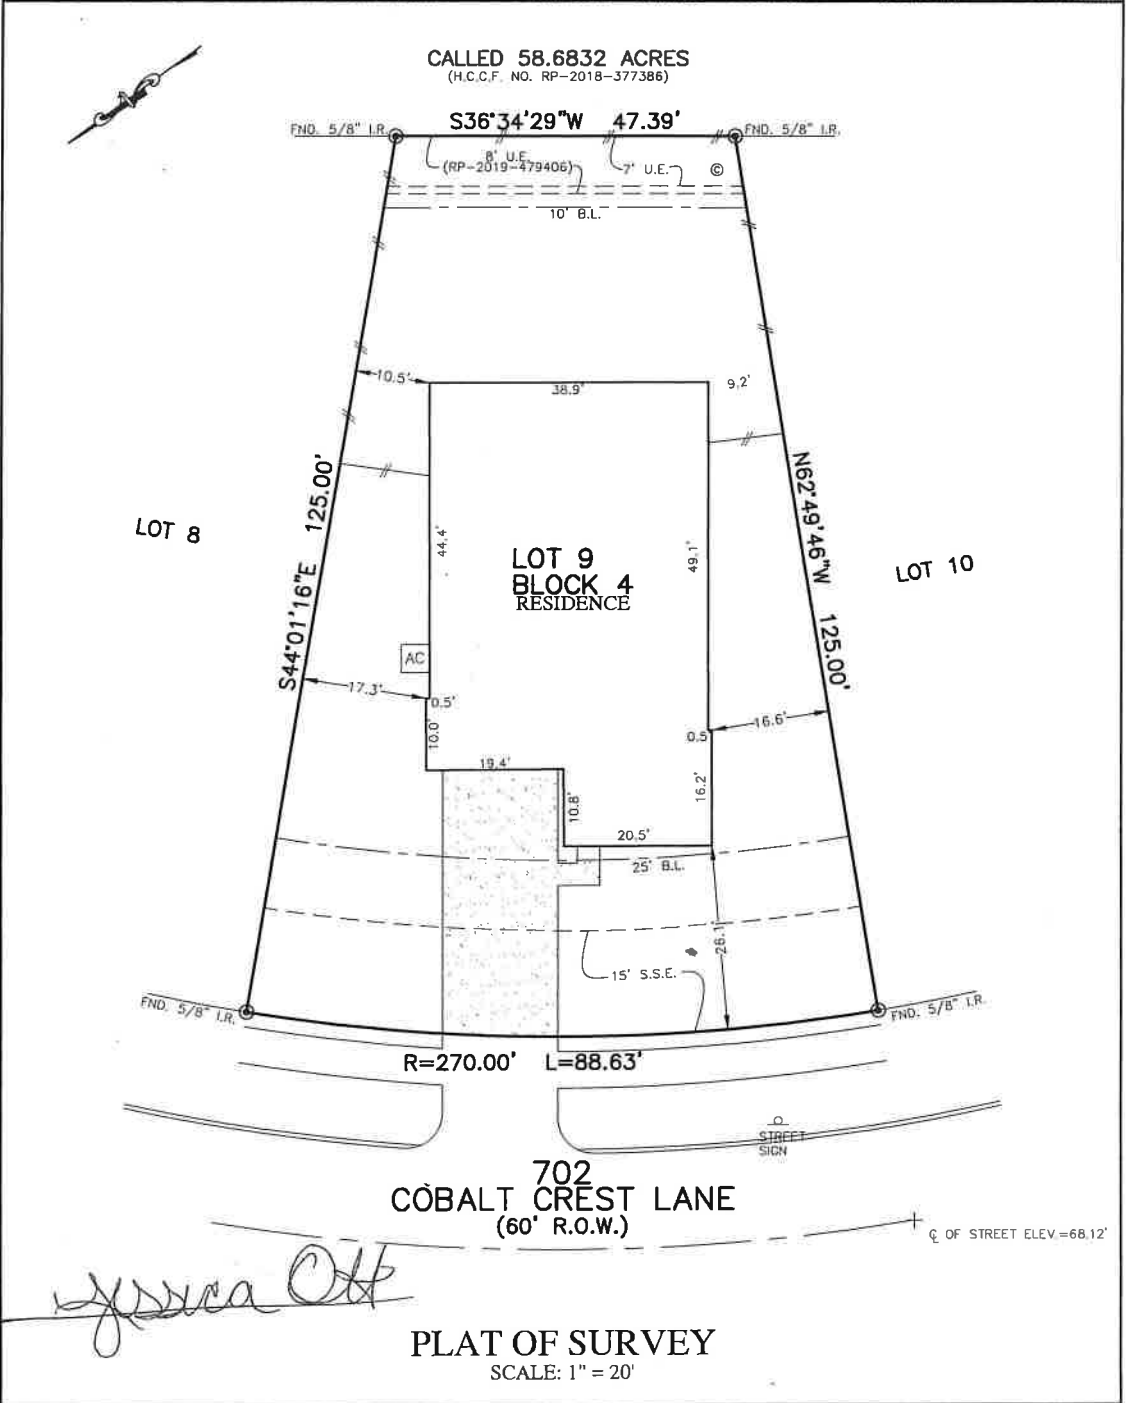 CALLED 58.6832 ACRES
(H.C.C.F. NO. RP-2018-377386)
N
S36°34'29"W 47.39'
FND. 5/8" I.R.
FND. 5/8" I.R.
8' U.E.
(RP-2019-479406)
7' U.E.
©
10' B.L.
10.5'
38.9'
9.2'
S44°01'16"E 125.00'
N62°49'46"W 125.00'
LOT 8
44.4'
LOT 9
BLOCK 4
RESIDENCE
49.1'
LOT 10
AC
17.3'
0.5'
10.0'
16.6'
0.5'
16.2'
19.4'
10.8'
20.5'
25' B.L.
26.1'
15' S.S.E.
FND. 5/8" I.R.
FND. 5/8" I.R.
R=270.00' L=88.63'
STREET
SIGN
702
COBALT CREST LANE
(60' R.O.W.)
℄ OF STREET ELEV.=68.12'
Jessica Ott
PLAT OF SURVEY
SCALE: 1" = 20'